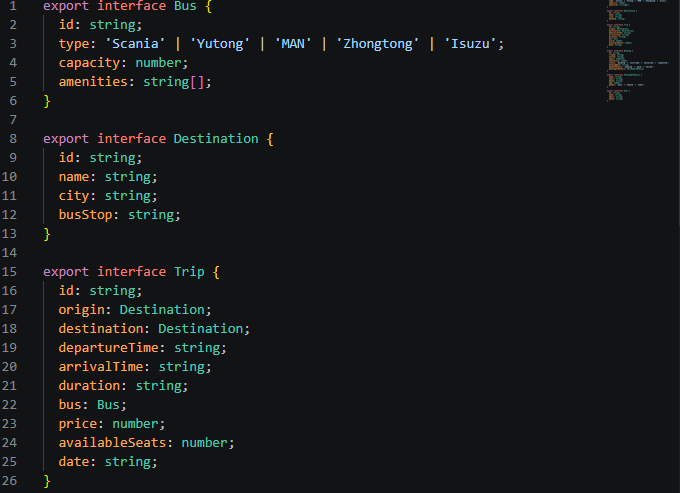 1 export interface Bus {
2 id: string;
3 type: 'Scania' | 'Yutong' | 'MAN' | 'Zhongtong' | 'Isuzu';
4 capacity: number;
5 amenities: string[];
6 }
7
8 export interface Destination {
9 id: string;
10 name: string;
11 city: string;
12 busStop: string;
13 }
14
15 export interface Trip {
16 id: string;
17 origin: Destination;
18 destination: Destination;
19 departureTime: string;
20 arrivalTime: string;
21 duration: string;
22 bus: Bus;
23 price: number;
24 availableSeats: number;
25 date: string;
26 }